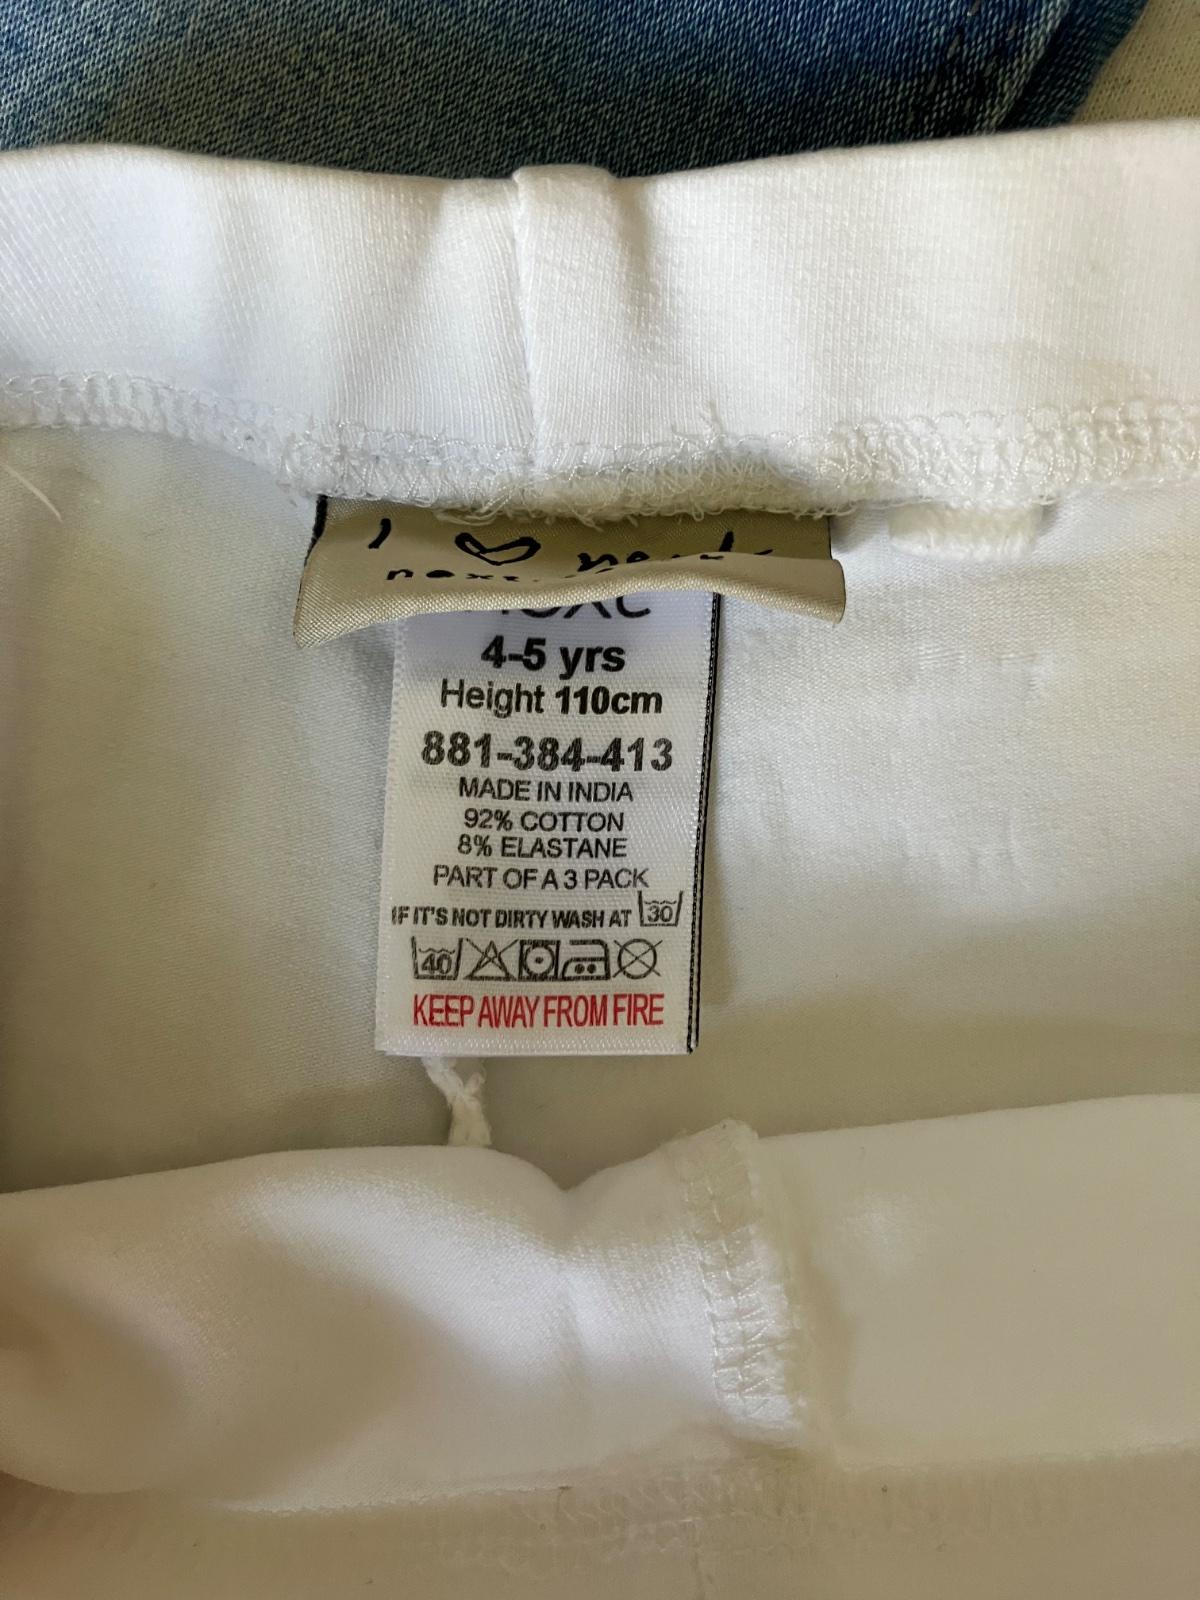 I
next
4-5 yrs
Height 110cm
881-384-413
MADE IN INDIA
92% COTTON
8% ELASTANE
PART OF A 3 PACK
IF IT'S NOT DIRTY WASH AT 30
40
KEEP AWAY FROM FIRE